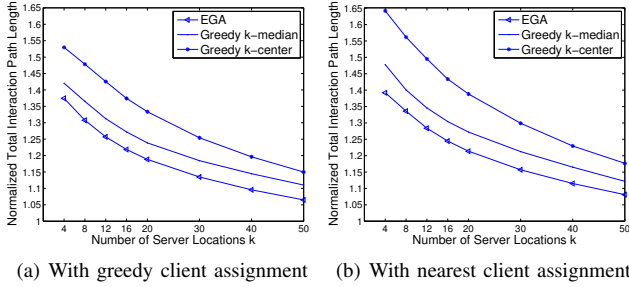 Normalized Total Interaction Path Length
1.65
1.6
1.55
1.5
1.45
1.4
1.35
1.3
1.25
1.2
1.15
1.1
1.05
1
4 8 12 16 20 30 40 50
Number of Server Locations k
EGA
Greedy k−median
Greedy k−center
(a) With greedy client assignment
Normalized Total Interaction Path Length
1.65
1.6
1.55
1.5
1.45
1.4
1.35
1.3
1.25
1.2
1.15
1.1
1.05
1
4 8 12 16 20 30 40 50
Number of Server Locations k
EGA
Greedy k−median
Greedy k−center
(b) With nearest client assignment